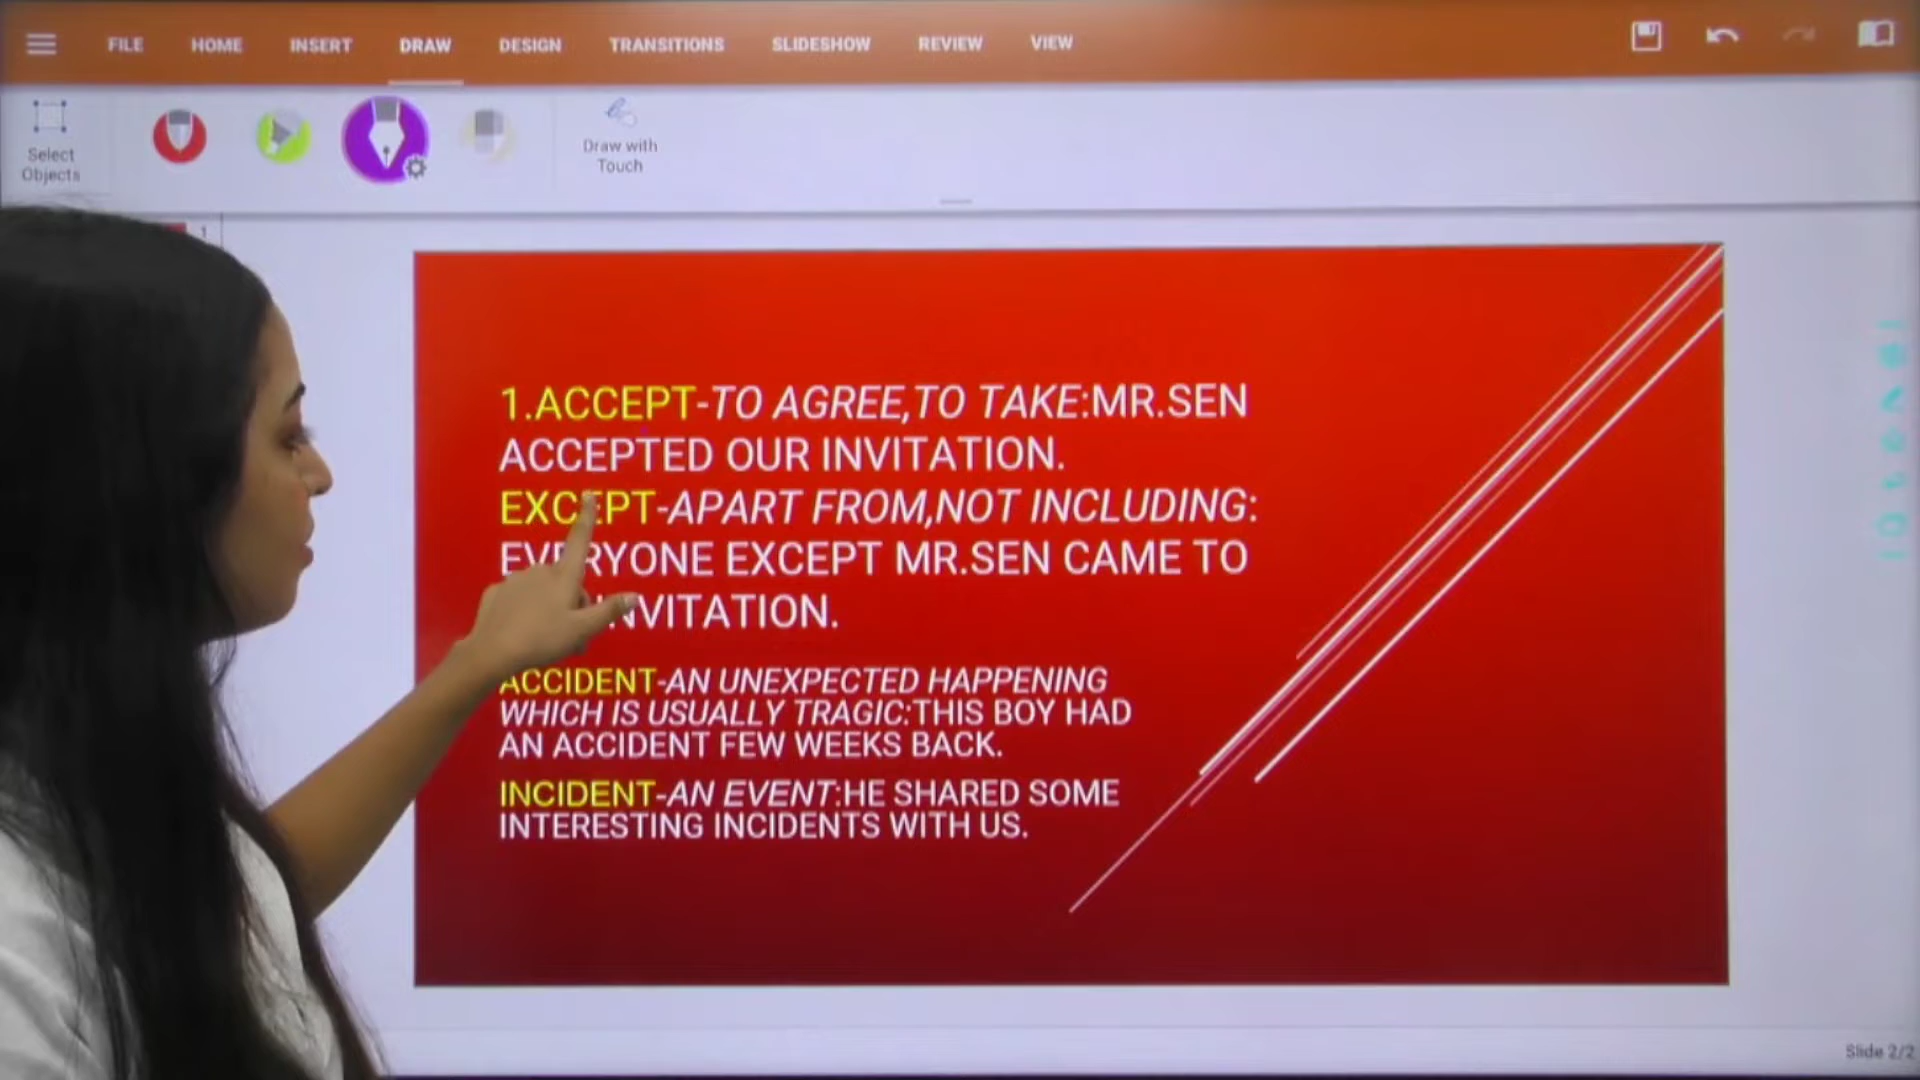 FILE HOME INSERT DRAW DESIGN TRANSITIONS SLIDESHOW REVIEW VIEW
Select
Objects
Draw with
Touch
1
1.ACCEPT-TO AGREE,TO TAKE:MR.SEN
ACCEPTED OUR INVITATION.
EXCEPT-APART FROM,NOT INCLUDING:
EVERYONE EXCEPT MR.SEN CAME TO
INVITATION.
ACCIDENT-AN UNEXPECTED HAPPENING
WHICH IS USUALLY TRAGIC:THIS BOY HAD
AN ACCIDENT FEW WEEKS BACK.
INCIDENT-AN EVENT:HE SHARED SOME
INTERESTING INCIDENTS WITH US.
Slide 2/2